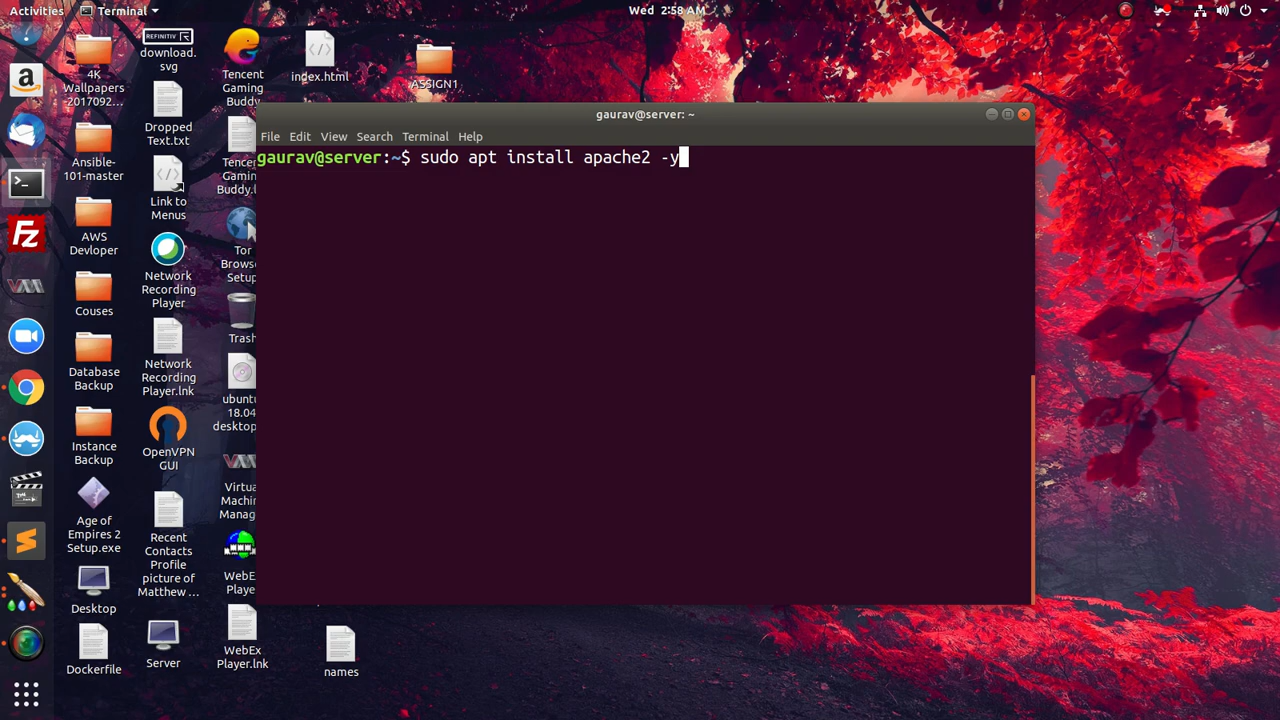 Activities
Terminal
Wed 2:58 AM
4K
Wallpapers
2017092...
REFINITIV
download.
svg
Tencent
Gaming
Buddy
index.html
ASSIGN1
Ansible-
101-master
Dropped
Text.txt
Link to
Menus
AWS
Devloper
Network
Recording
Player
Tor
Couses
Trash
Database
Backup
Network
Recording
Player.lnk
18.04
Instance
Backup
OpenVPN
GUI
Age of
Empires 2
Setup.exe
Recent
Contacts
Profile
picture of
Matthew ...
Desktop
Server
WebEx
Player.lnk
Dockerfile
names
gaurav@server: ~
File Edit View Search Terminal Help
gaurav@server:~$ sudo apt install apache2 -y